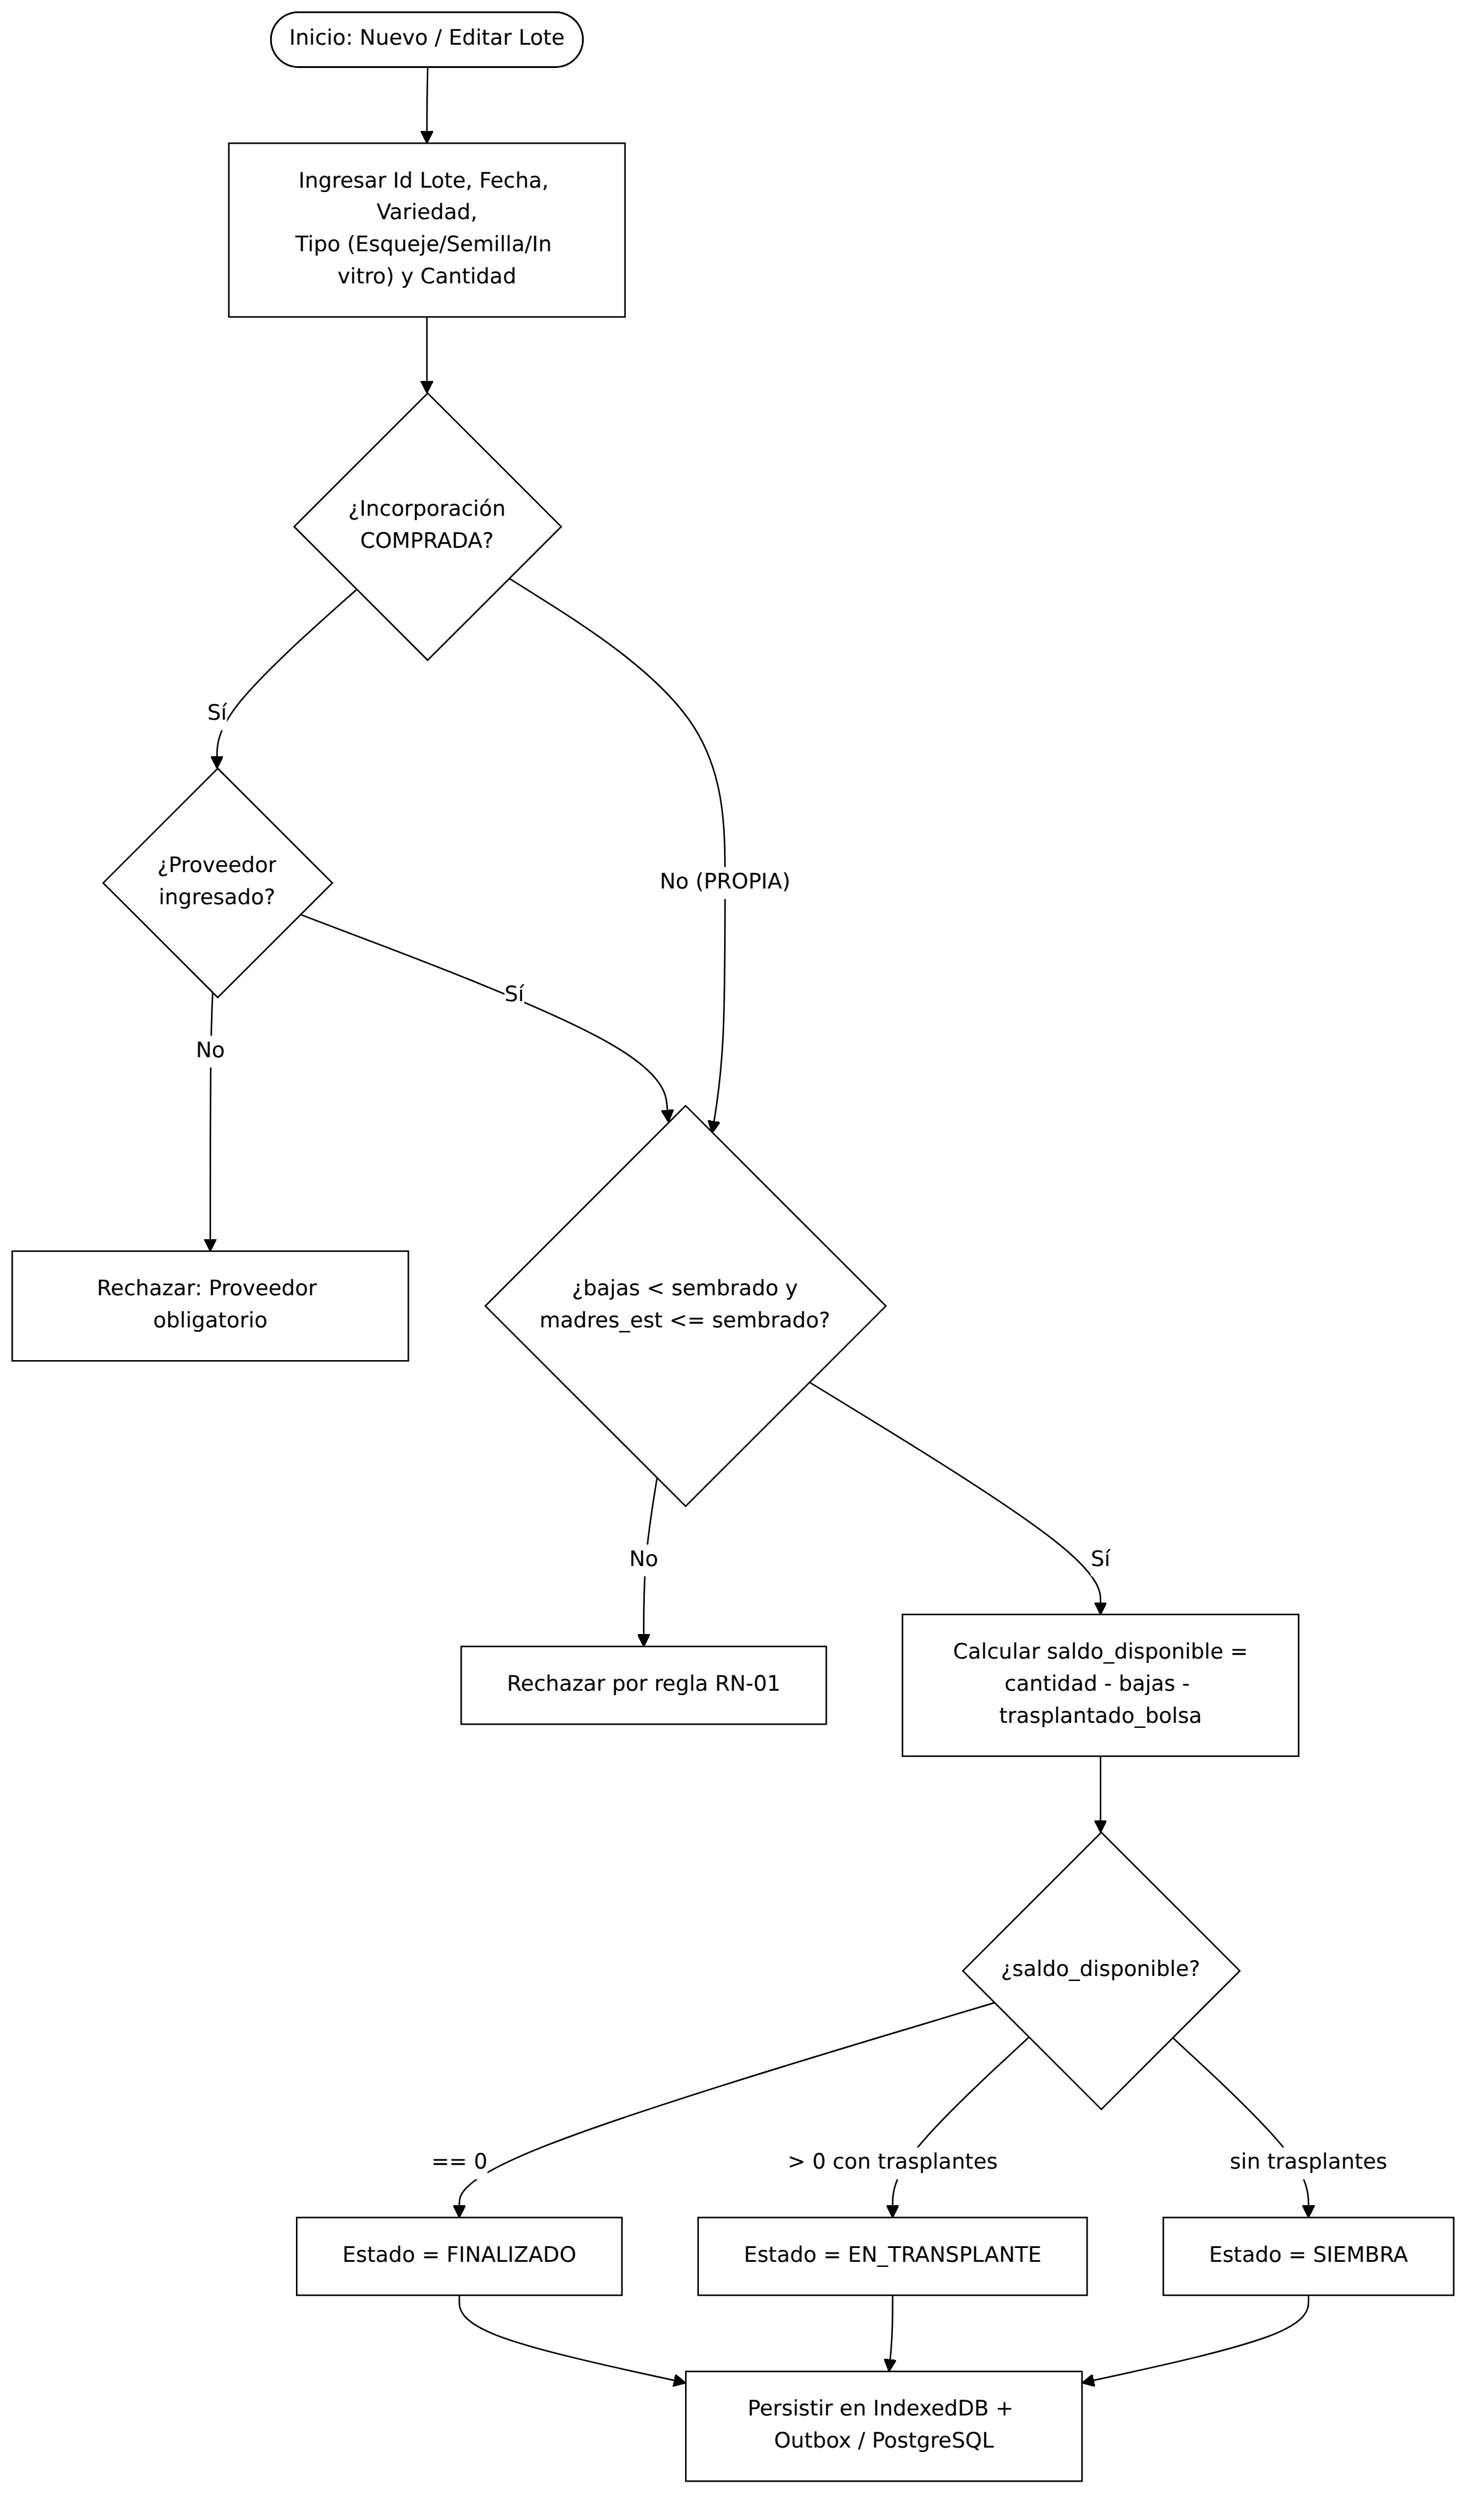 Inicio: Nuevo / Editar Lote
Ingresar Id Lote, Fecha,
Variedad,
Tipo (Esqueje/Semilla/In
vitro) y Cantidad
¿Incorporación
COMPRADA?
Sí
¿Proveedor
ingresado?
No (PROPIA)
Sí
No
Rechazar: Proveedor
obligatorio
¿bajas < sembrado y
madres_est <= sembrado?
No
Sí
Rechazar por regla RN-01
Calcular saldo_disponible =
cantidad - bajas -
trasplantado_bolsa
¿saldo_disponible?
== 0
> 0 con trasplantes
sin trasplantes
Estado = FINALIZADO
Estado = EN_TRANSPLANTE
Estado = SIEMBRA
Persistir en IndexedDB +
Outbox / PostgreSQL